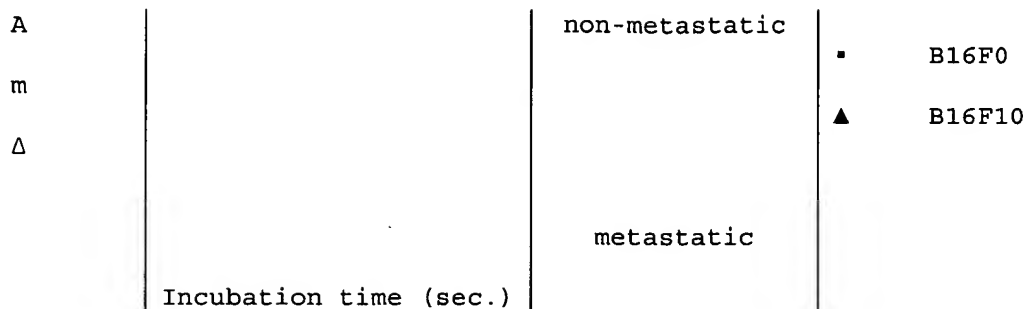 A non-metastatic
▪ B16F0
m
▲ B16F10
Δ
metastatic
Incubation time (sec.)